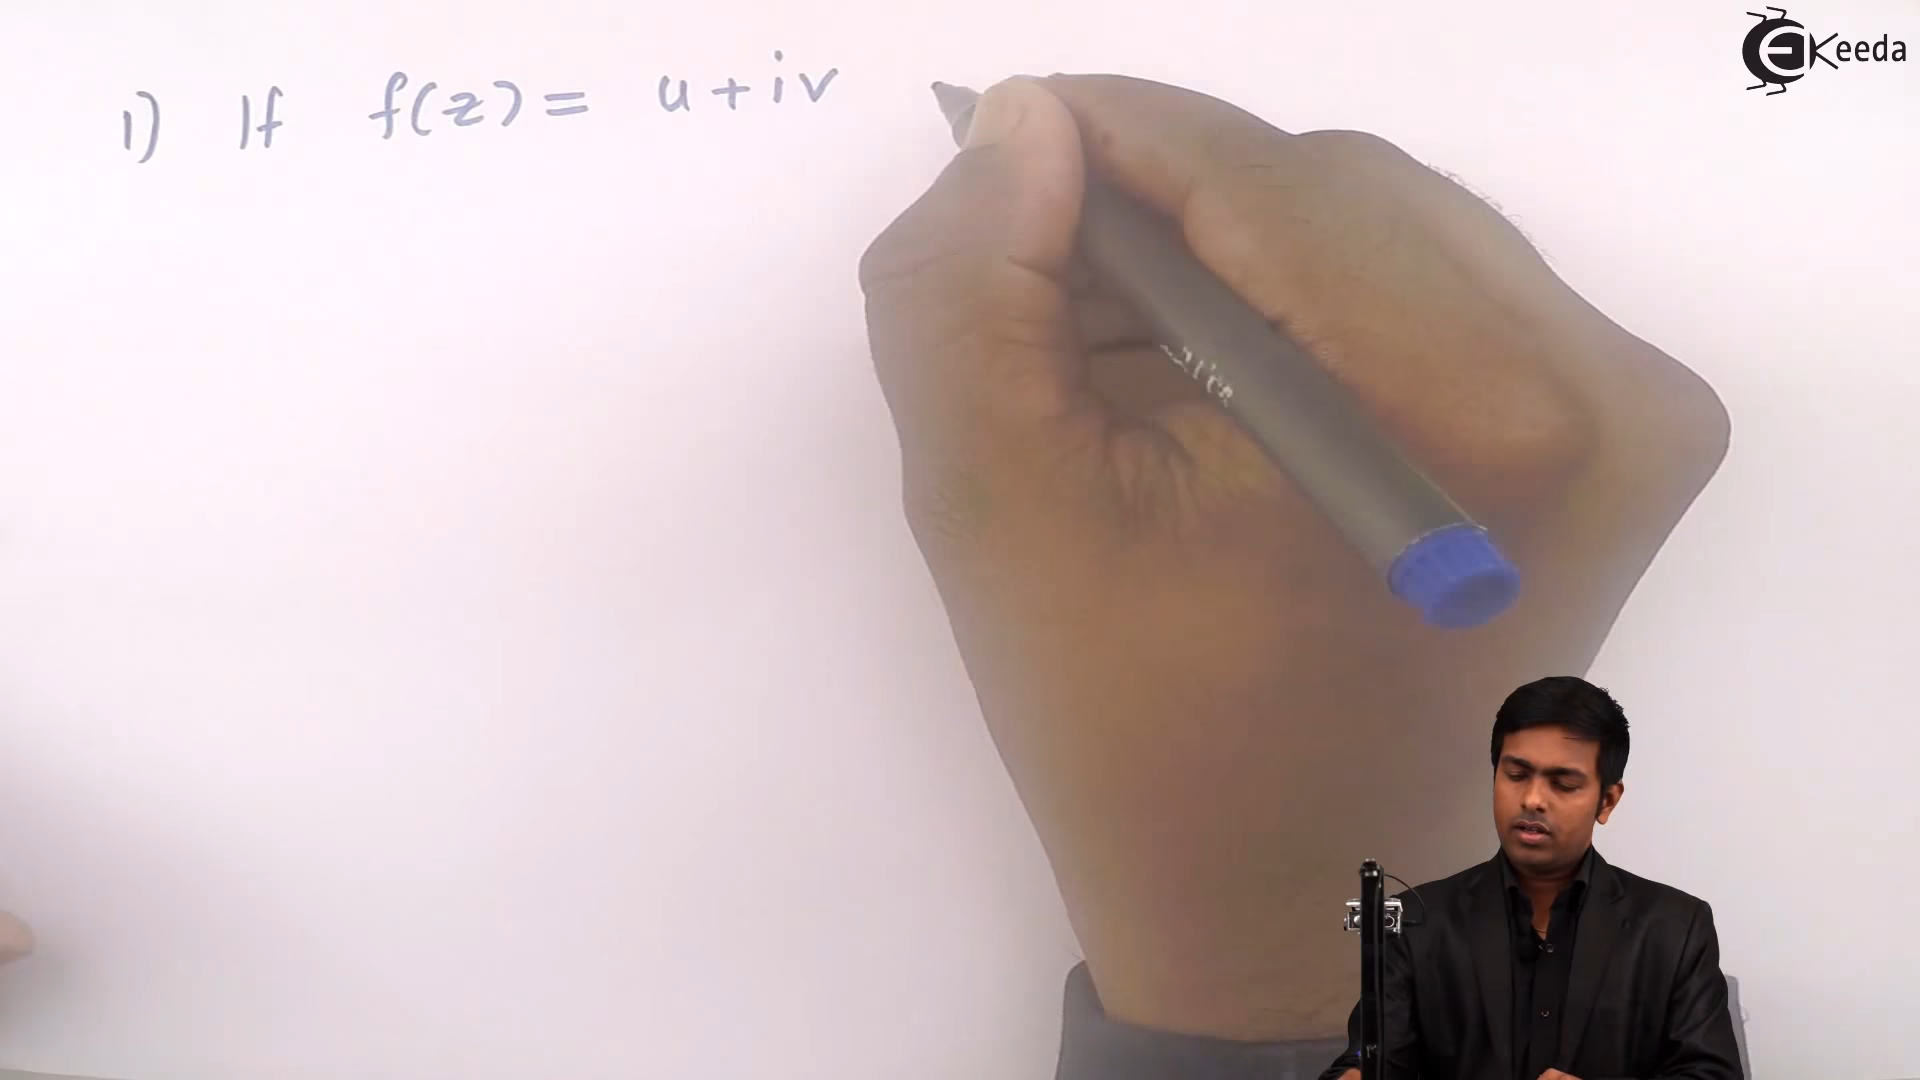 EKeeda
1) If f(z) = u + iv